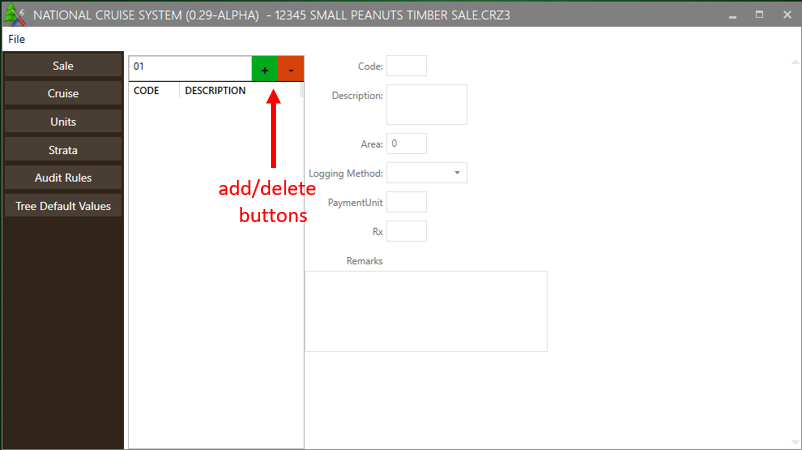 NATIONAL CRUISE SYSTEM (0.29-ALPHA) - 12345 SMALL PEANUTS TIMBER SALE.CRZ3
File
Sale
Cruise
Units
Strata
Audit Rules
Tree Default Values
01 + -
CODE DESCRIPTION
add/delete
buttons
Code:
Description:
Area: 0
Logging Method:
PaymentUnit
Rx
Remarks